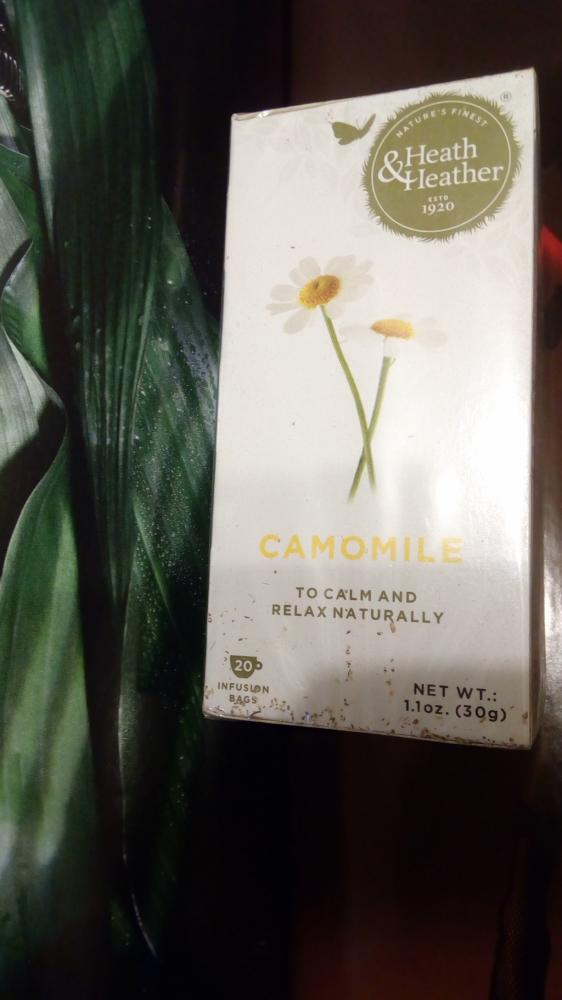 ®
NATURE'S FINEST
Heath
& Heather
ESTD
1920
CAMOMILE
TO CALM AND
RELAX NATURALLY
20
INFUSION
BAGS
NET WT.:
1.1oz. (30g)